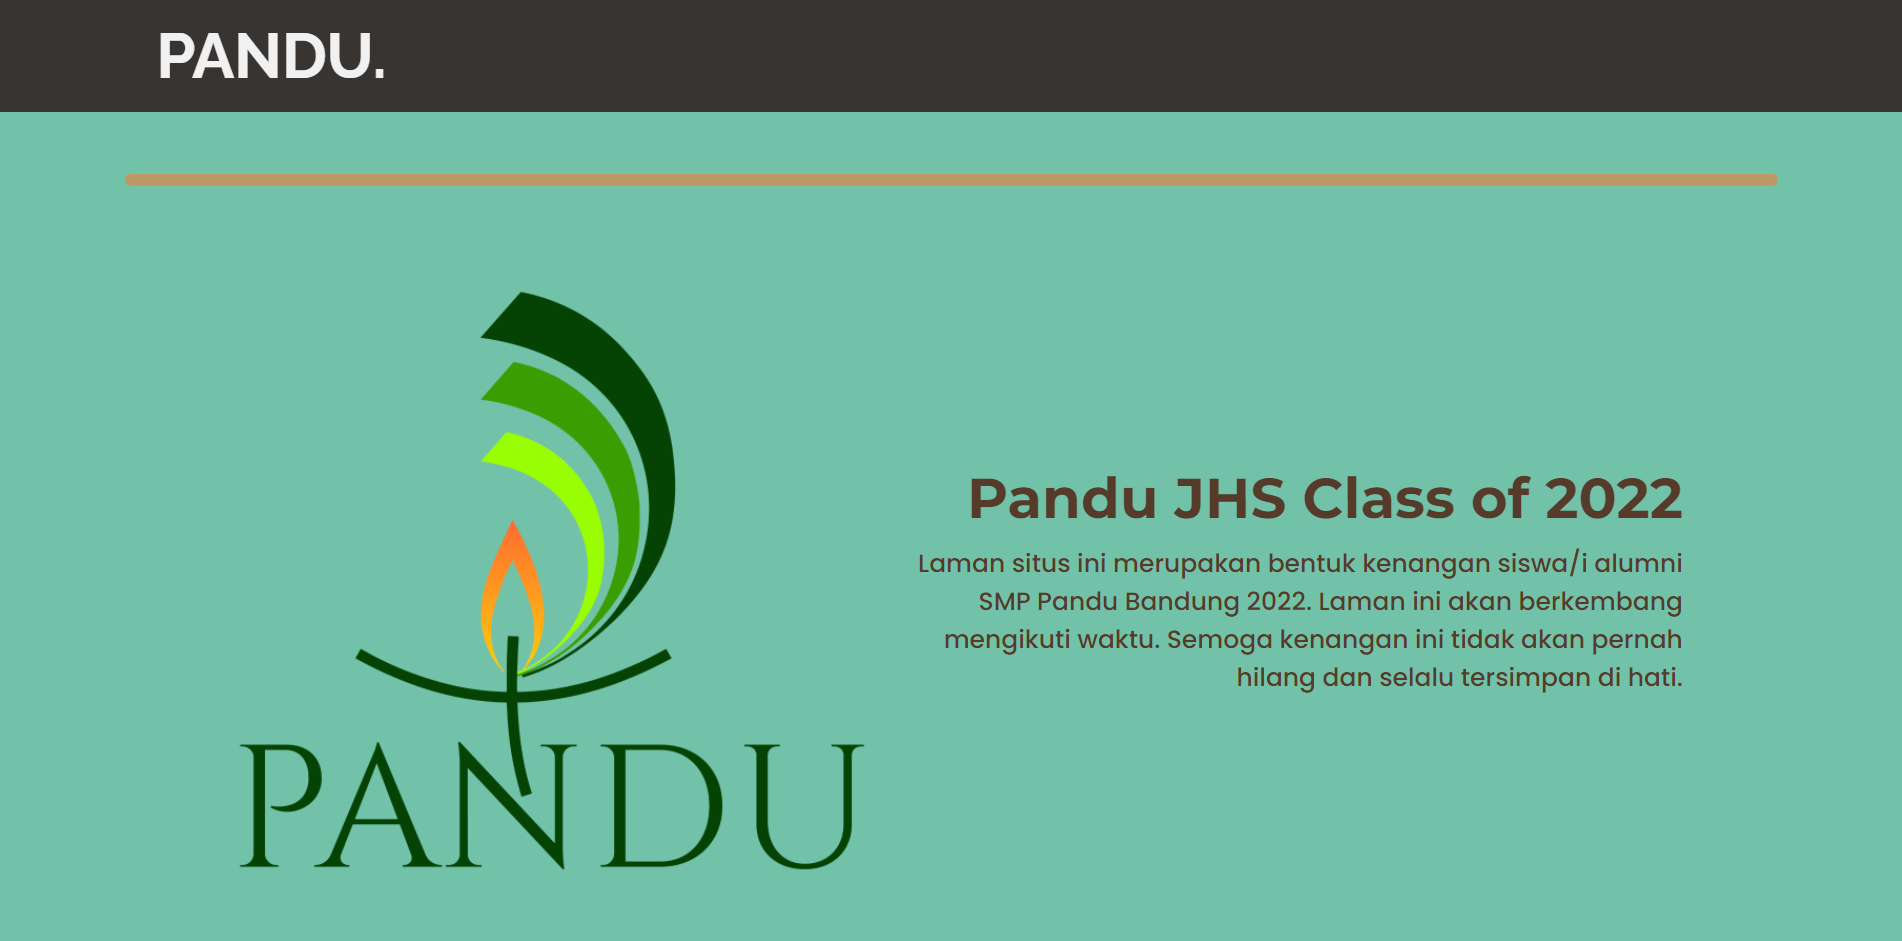 PANDU.
Pandu JHS Class of 2022
Laman situs ini merupakan bentuk kenangan siswa/i alumni
SMP Pandu Bandung 2022. Laman ini akan berkembang
mengikuti waktu. Semoga kenangan ini tidak akan pernah
hilang dan selalu tersimpan di hati.
PANDU